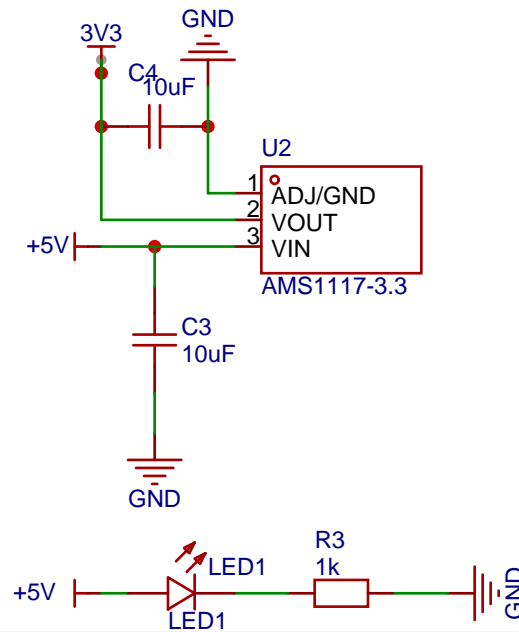 GND
3V3
C4
10uF
U2
1
ADJ/GND
2
VOUT
3
VIN
+5V
AMS1117-3.3
C3
10uF
GND
R3
1k
LED1
+5V
LED1
GND